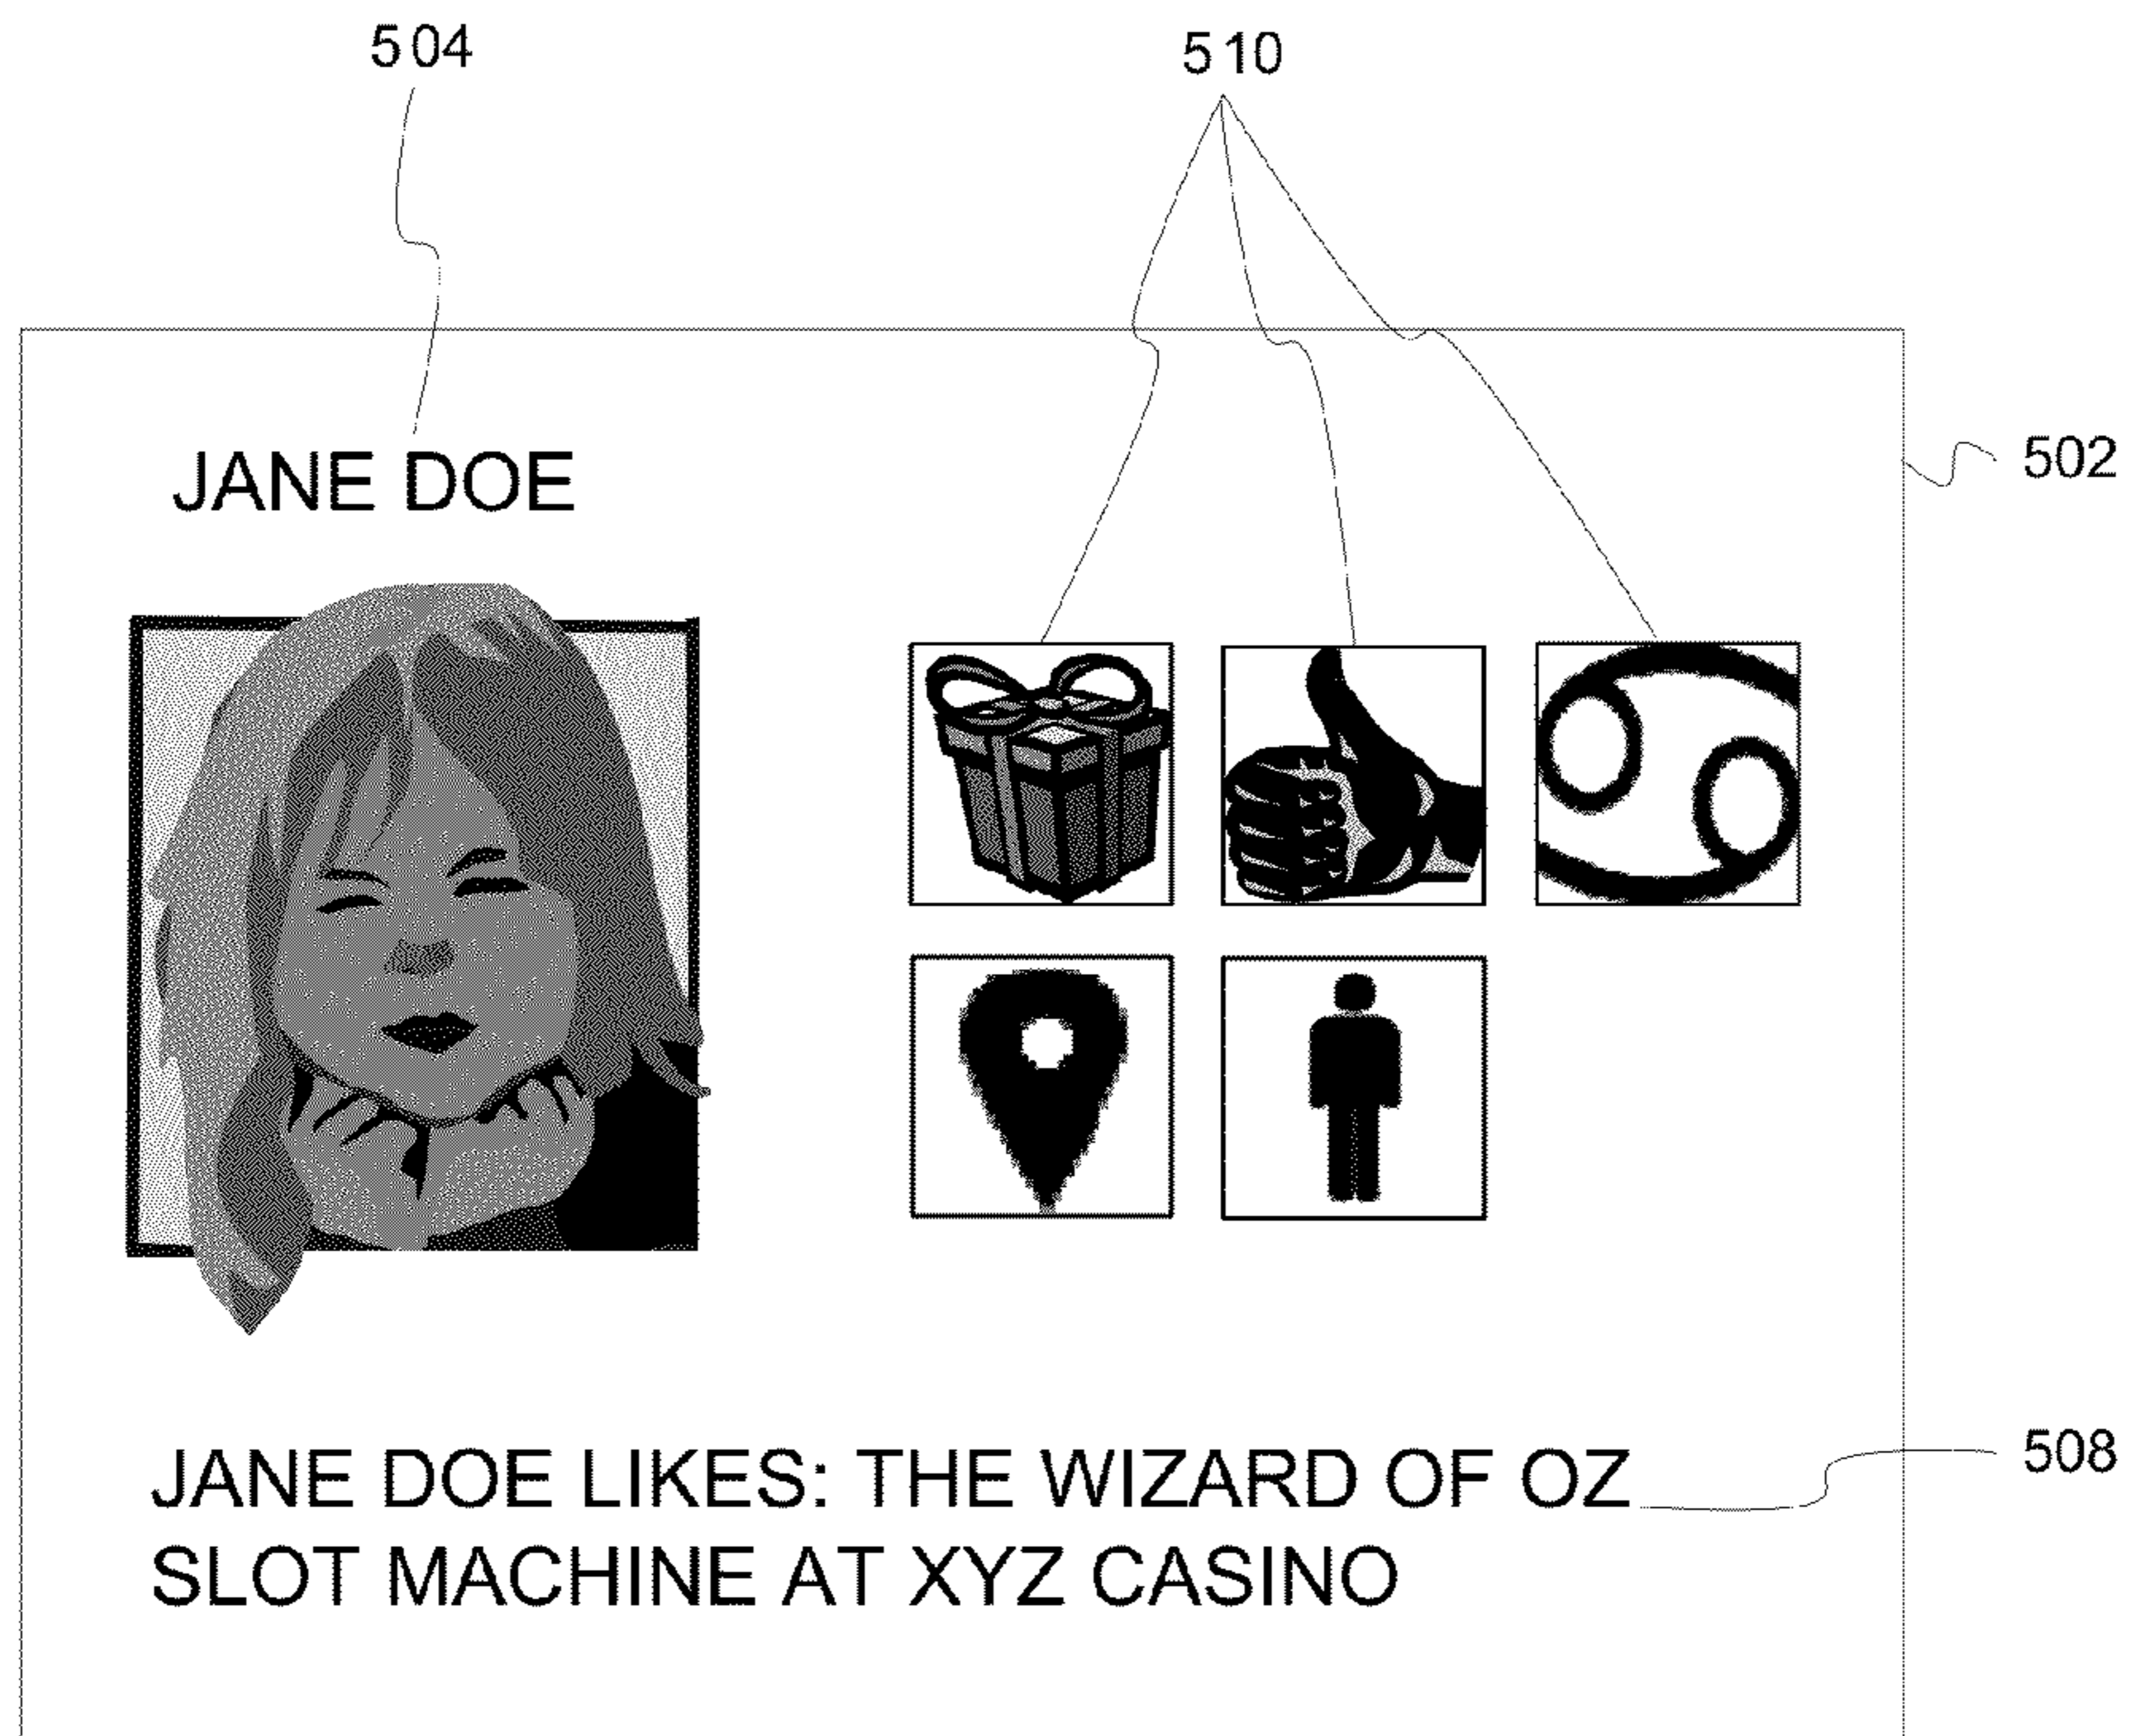 504
510
502
JANE DOE
JANE DOE LIKES: THE WIZARD OF OZ
508
SLOT MACHINE AT XYZ CASINO